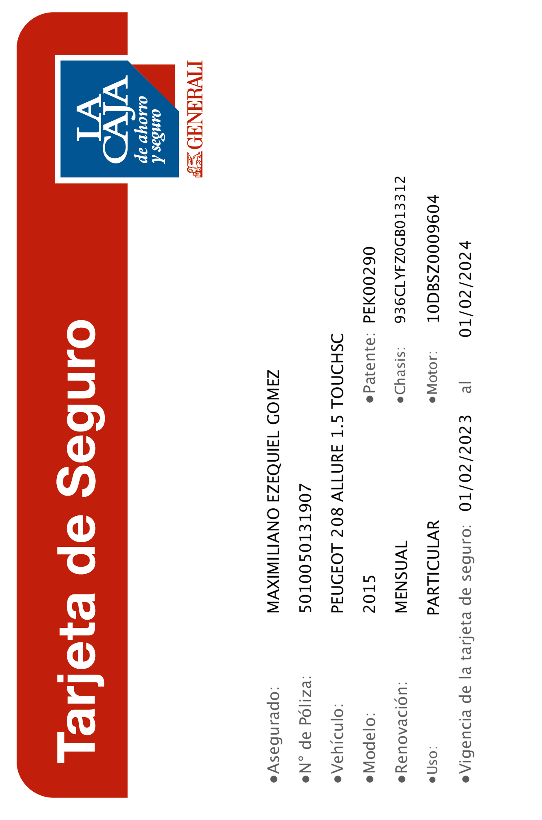 Tarjeta de Seguro
LA
CAJA
de ahorro
y seguro
GENERALI
•Asegurado: MAXIMILIANO EZEQUIEL GOMEZ
•N° de Póliza: 5010050131907
•Vehículo: PEUGEOT 208 ALLURE 1.5 TOUCHSC
•Modelo: 2015 •Patente: PEK00290
•Renovación: MENSUAL •Chasis: 936CLYFZ0GB013312
•Uso: PARTICULAR •Motor: 10DBSZ0009604
•Vigencia de la tarjeta de seguro: 01/02/2023 al 01/02/2024